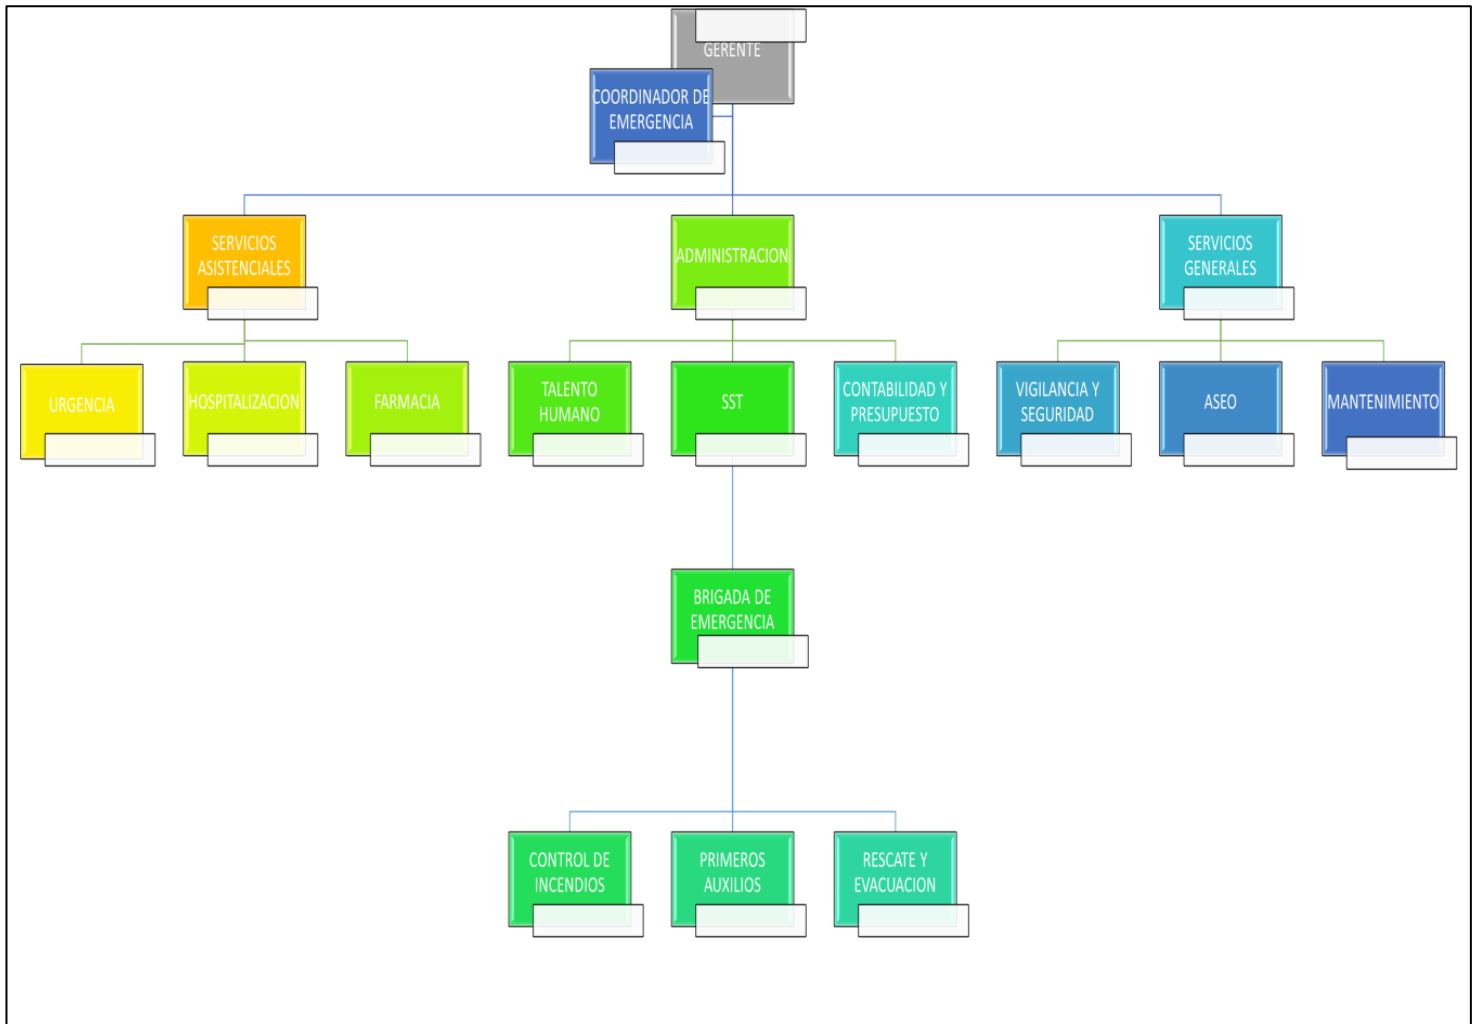 GERENTE
COORDINADOR DE
EMERGENCIA
SERVICIOS
ASISTENCIALES
ADMINISTRACION
SERVICIOS
GENERALES
URGENCIA
HOSPITALIZACION
FARMACIA
TALENTO
HUMANO
SST
CONTABILIDAD Y
PRESUPUESTO
VIGILANCIA Y
SEGURIDAD
ASEO
MANTENIMIENTO
BRIGADA DE
EMERGENCIA
CONTROL DE
INCENDIOS
PRIMEROS
AUXILIOS
RESCATE Y
EVACUACION